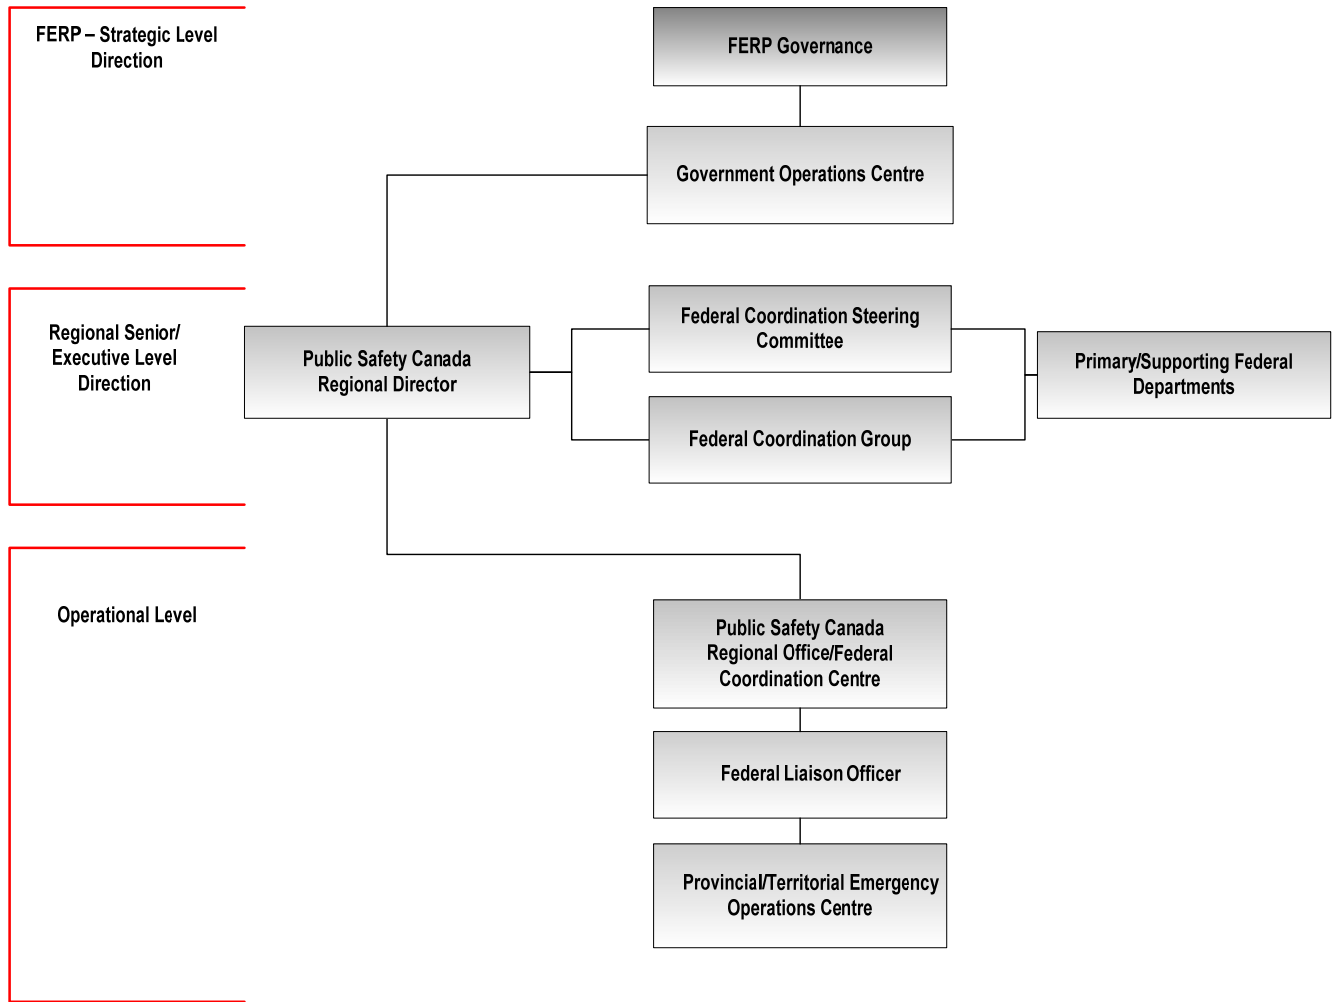 FERP – Strategic Level
Direction
FERP Governance
Government Operations Centre
Regional Senior/
Executive Level
Direction
Public Safety Canada
Regional Director
Federal Coordination Steering
Committee
Federal Coordination Group
Primary/Supporting Federal
Departments
Operational Level
Public Safety Canada
Regional Office/Federal
Coordination Centre
Federal Liaison Officer
Provincial/Territorial Emergency
Operations Centre